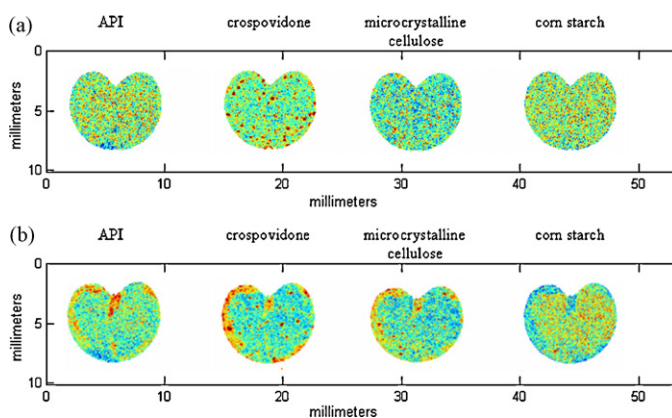 (a)
API
crospovidone
microcrystalline
cellulose
corn starch
0
5
10
millimeters
0
10
20
30
40
50
millimeters
(b)
API
crospovidone
microcrystalline
cellulose
corn starch
0
5
10
millimeters
0
10
20
30
40
50
millimeters